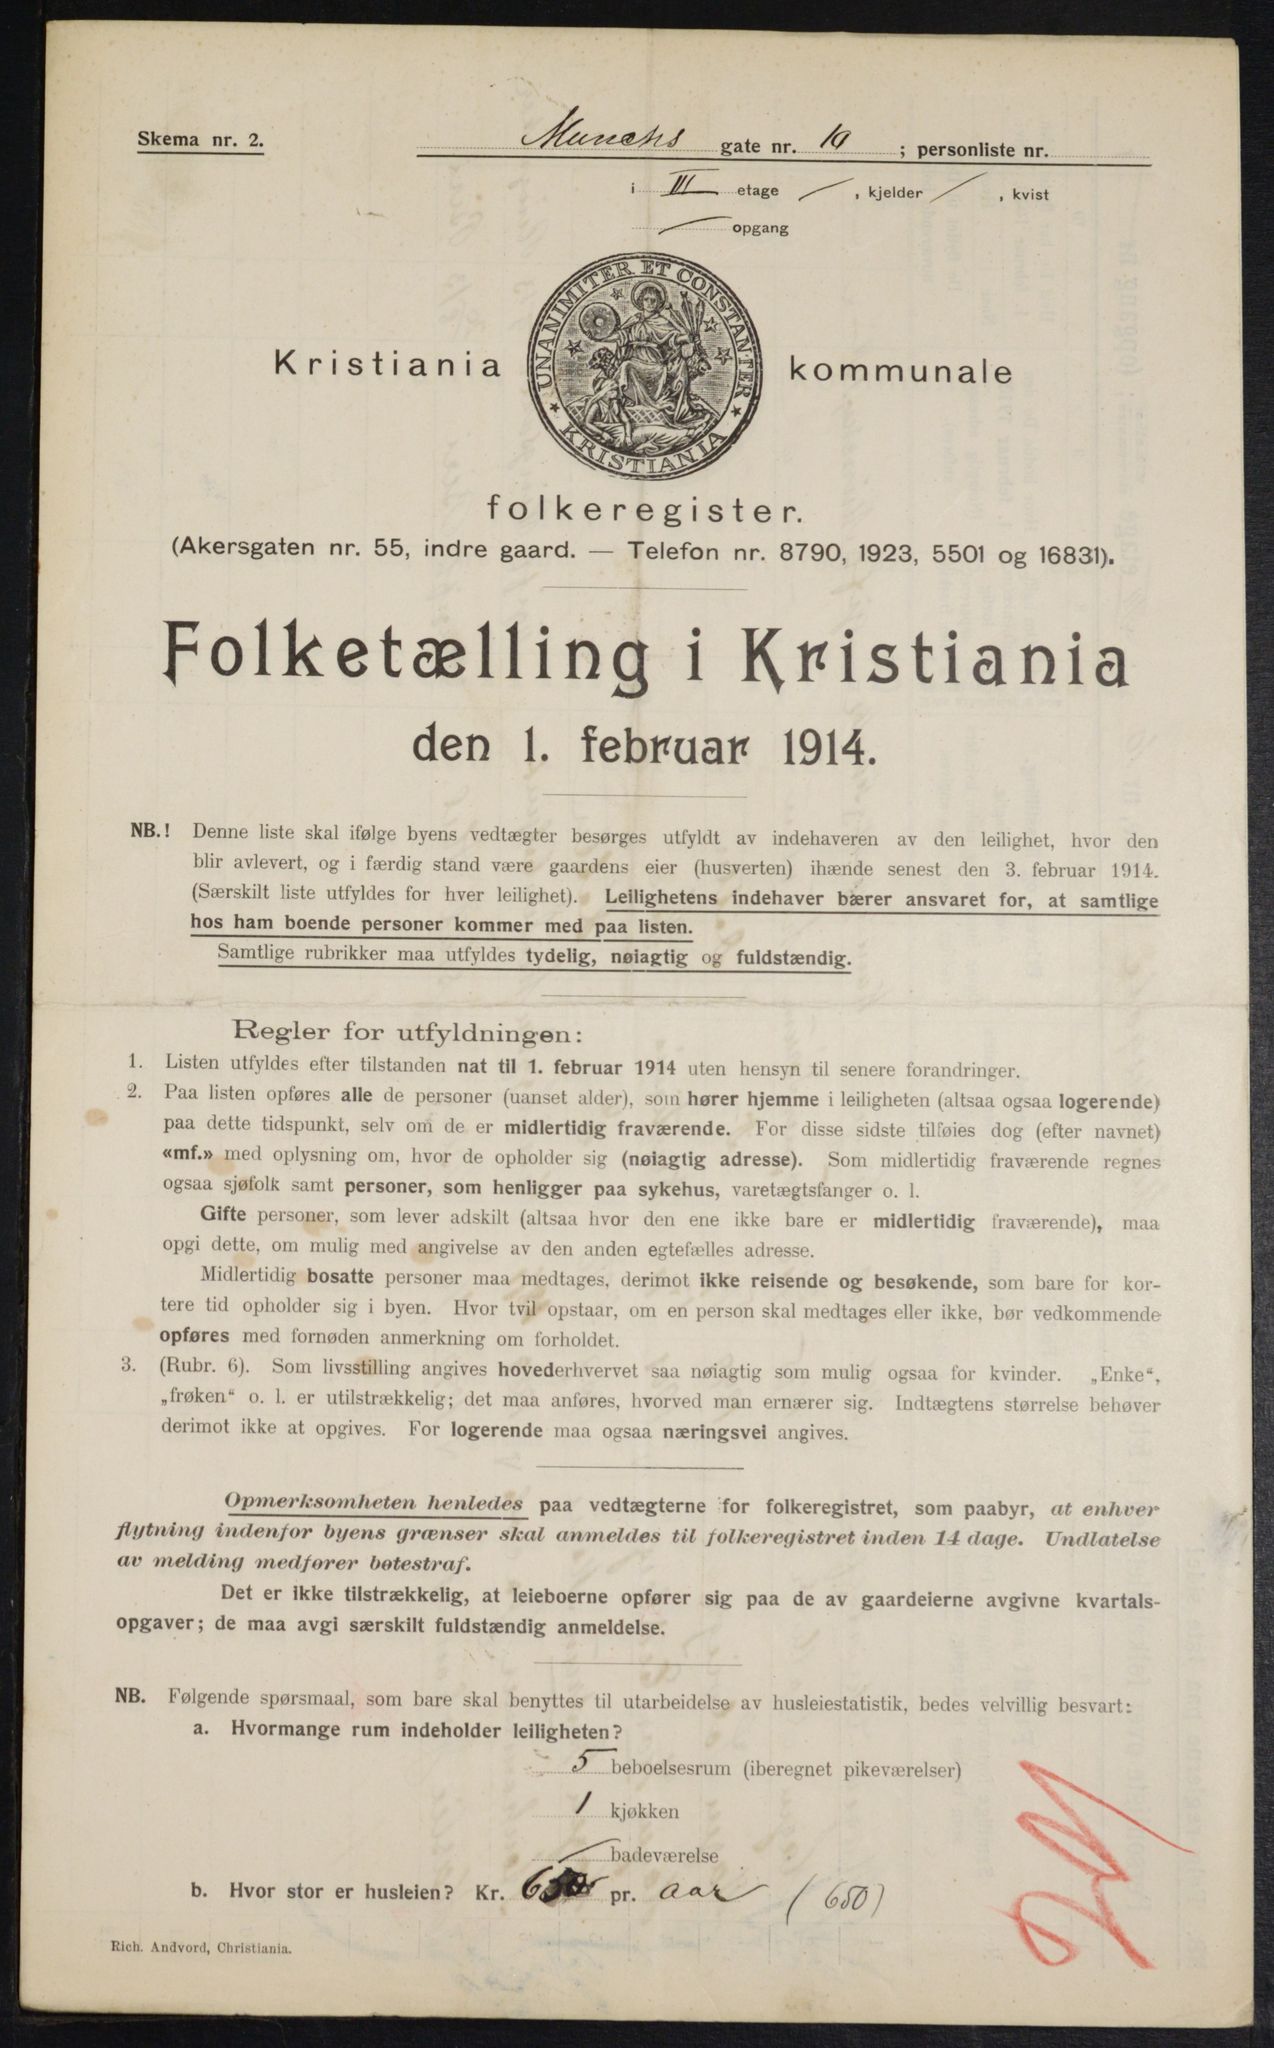 Skema nr. 2.
Munchs gate nr. 19 ; personliste nr.
i III etage , kjelder , kvist
opgang
UNANIMITER ET CONSTANTER
KRISTIANIA
Kristiania kommunale
folkeregister.
(Akersgaten nr. 55, indre gaard. — Telefon nr. 8790, 1923, 5501 og 16831).
Folketælling i Kristiania
den 1. februar 1914.
NB.! Denne liste skal ifølge byens vedtægter besørges utfyldt av indehaveren av den leilighet, hvor den
blir avlevert, og i færdig stand være gaardens eier (husverten) ihænde senest den 3. februar 1914.
(Særskilt liste utfyldes for hver leilighet). Leilighetens indehaver bærer ansvaret for, at samtlige
hos ham boende personer kommer med paa listen.
Samtlige rubrikker maa utfyldes tydelig, nøiagtig og fuldstændig.
Regler for utfyldningen:
1. Listen utfyldes efter tilstanden nat til 1. februar 1914 uten hensyn til senere forandringer.
2. Paa listen opføres alle de personer (uanset alder), som hører hjemme i leiligheten (altsaa ogsaa logerende)
paa dette tidspunkt, selv om de er midlertidig fraværende. For disse sidste tilføies dog (efter navnet)
«mf.» med oplysning om, hvor de opholder sig (nøiagtig adresse). Som midlertidig fraværende regnes
ogsaa sjøfolk samt personer, som henligger paa sykehus, varetægtsfanger o. l.
Gifte personer, som lever adskilt (altsaa hvor den ene ikke bare er midlertidig fraværende), maa
opgi dette, om mulig med angivelse av den anden egtefælles adresse.
Midlertidig bosatte personer maa medtages, derimot ikke reisende og besøkende, som bare for kor-
tere tid opholder sig i byen. Hvor tvil opstaar, om en person skal medtages eller ikke, bør vedkommende
opføres med fornøden anmerkning om forholdet.
3. (Rubr. 6). Som livsstilling angives hovederhvervet saa nøiagtig som mulig ogsaa for kvinder. „Enke“,
„frøken“ o. l. er utilstrækkelig; det maa anføres, hvorved man ernærer sig. Indtægtens størrelse behøver
derimot ikke at opgives. For logerende maa ogsaa næringsvei angives.
Opmerksomheten henledes paa vedtægterne for folkeregistret, som paabyr, at enhver
flytning indenfor byens grænser skal anmeldes til folkeregistret inden 14 dage. Undlatelse
av melding medfører bøtestraf.
Det er ikke tilstrækkelig, at leieboerne opfører sig paa de av gaardeierne avgivne kvartals-
opgaver; de maa avgi særskilt fuldstændig anmeldelse.
NB. Følgende spørsmaal, som bare skal benyttes til utarbeidelse av husleiestatistik, bedes velvillig besvart:
a. Hvormange rum indeholder leiligheten?
5 beboelsesrum (iberegnet pikeværelser)
1 kjøkken
badeværelse
b. Hvor stor er husleien? Kr. 650 pr. aar (650)
Rich. Andvord, Christiania.